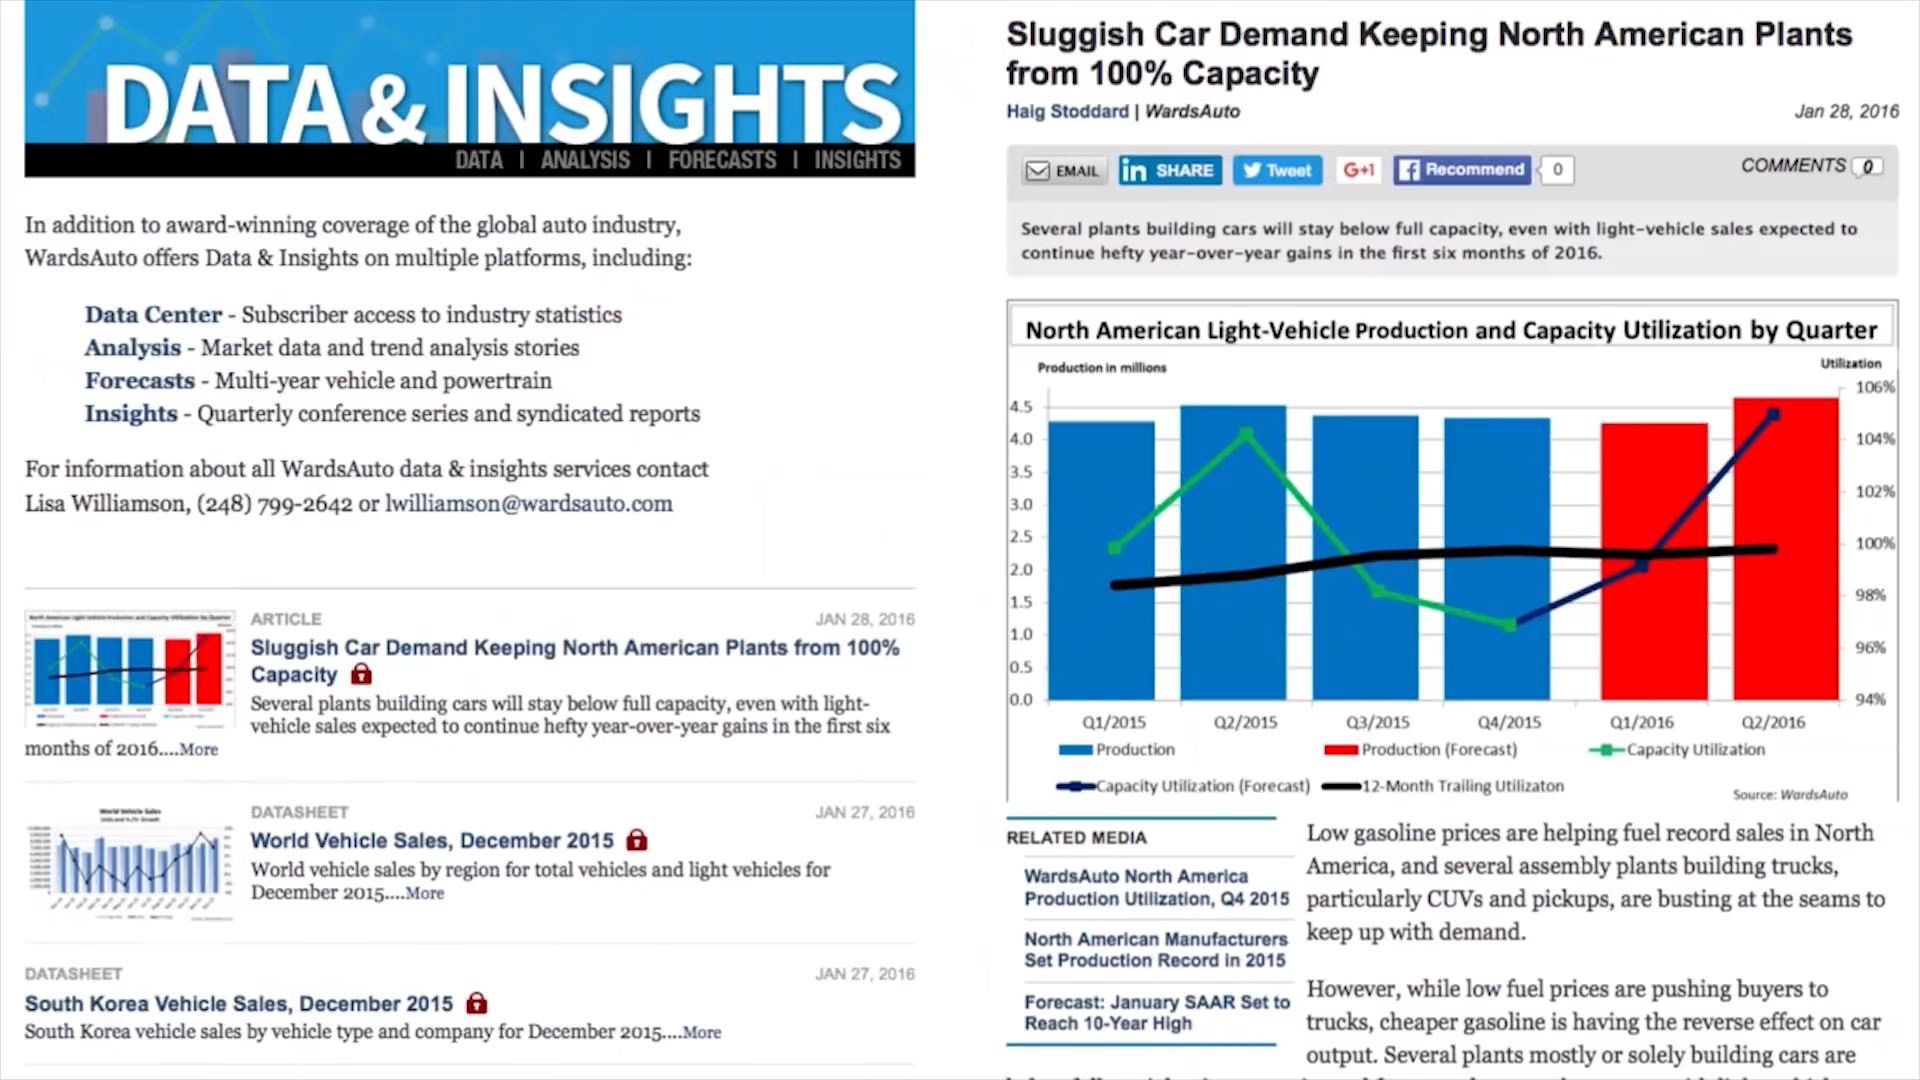 DATA & INSIGHTS
DATA | ANALYSIS | FORECASTS | INSIGHTS
In addition to award-winning coverage of the global auto industry,
WardsAuto offers Data & Insights on multiple platforms, including:
Data Center - Subscriber access to industry statistics
Analysis - Market data and trend analysis stories
Forecasts - Multi-year vehicle and powertrain
Insights - Quarterly conference series and syndicated reports
For information about all WardsAuto data & insights services contact
Lisa Williamson, (248) 799-2642 or lwilliamson@wardsauto.com
North American Light-Vehicle Production and Capacity Utilization by Quarter
ARTICLE JAN 28, 2016
Sluggish Car Demand Keeping North American Plants from 100%
Capacity
Several plants building cars will stay below full capacity, even with light-
vehicle sales expected to continue hefty year-over-year gains in the first six
months of 2016....More
World Vehicle Sales
DATASHEET JAN 27, 2016
World Vehicle Sales, December 2015
World vehicle sales by region for total vehicles and light vehicles for
December 2015....More
DATASHEET JAN 27, 2016
South Korea Vehicle Sales, December 2015
South Korea vehicle sales by vehicle type and company for December 2015....More
Sluggish Car Demand Keeping North American Plants
from 100% Capacity
Haig Stoddard | WardsAuto Jan 28, 2016
EMAIL in SHARE Tweet G+1 f Recommend 0 COMMENTS 0
Several plants building cars will stay below full capacity, even with light-vehicle sales expected to
continue hefty year-over-year gains in the first six months of 2016.
North American Light-Vehicle Production and Capacity Utilization by Quarter
Production in millions Utilization
106%
4.5
4.0 104%
3.5
3.0 102%
2.5
2.0 100%
1.5 98%
1.0 96%
0.5
0.0 94%
Q1/2015 Q2/2015 Q3/2015 Q4/2015 Q1/2016 Q2/2016
Production Production (Forecast) Capacity Utilization
Capacity Utilization (Forecast) 12-Month Trailing Utilizaton
Source: WardsAuto
RELATED MEDIA
WardsAuto North America
Production Utilization, Q4 2015
North American Manufacturers
Set Production Record in 2015
Forecast: January SAAR Set to
Reach 10-Year High
Low gasoline prices are helping fuel record sales in North
America, and several assembly plants building trucks,
particularly CUVs and pickups, are busting at the seams to
keep up with demand.
However, while low fuel prices are pushing buyers to
trucks, cheaper gasoline is having the reverse effect on car
output. Several plants mostly or solely building cars are